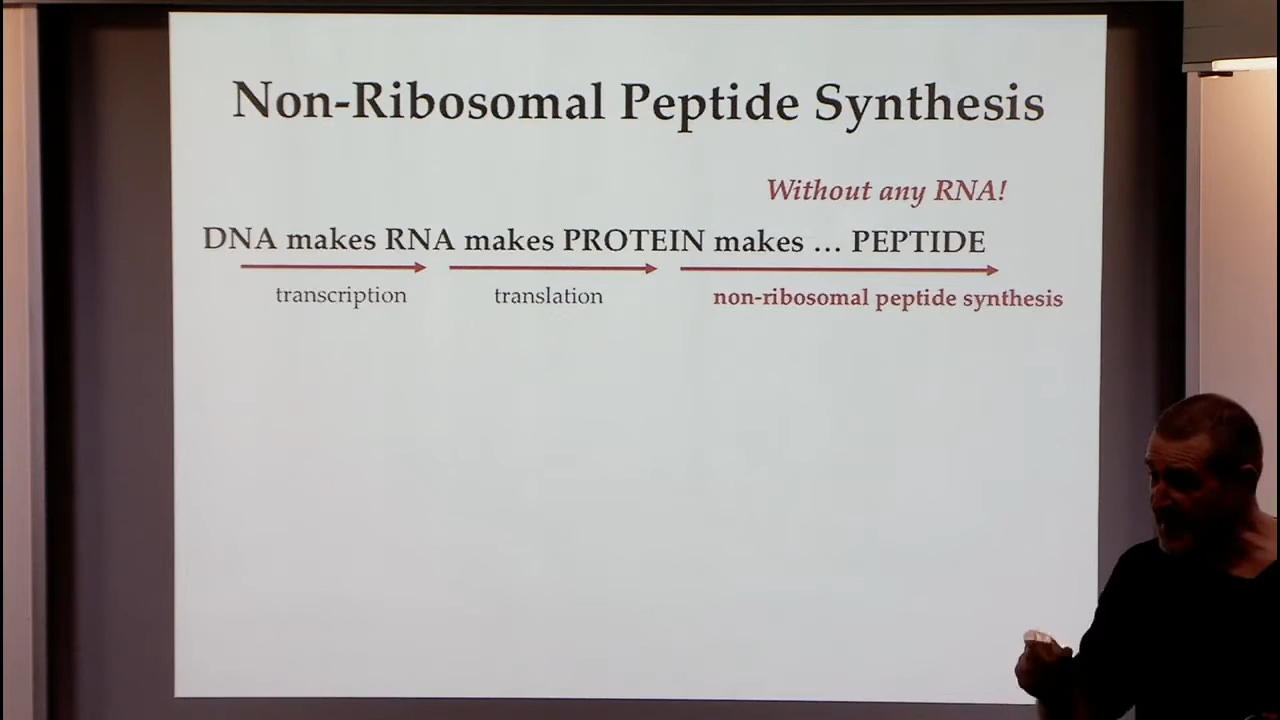 Non-Ribosomal Peptide Synthesis
Without any RNA!
DNA makes RNA makes PROTEIN makes … PEPTIDE
transcription translation non-ribosomal peptide synthesis